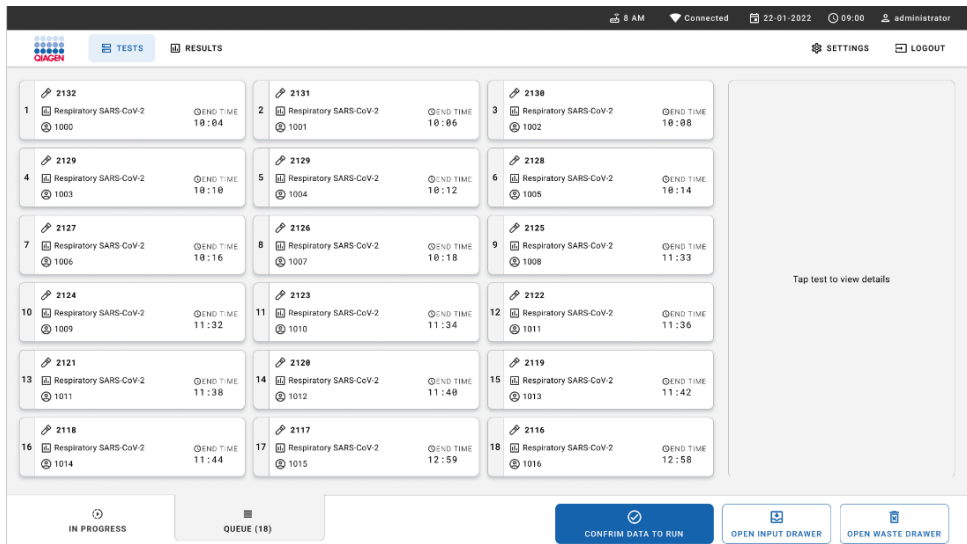 8 AM Connected 22-01-2022 09:00 administrator
QIAGEN TESTS RESULTS SETTINGS LOGOUT
1 2132 Respiratory SARS-CoV-2 1000 END TIME 10:04
2 2131 Respiratory SARS-CoV-2 1001 END TIME 10:06
3 2130 Respiratory SARS-CoV-2 1002 END TIME 10:08
4 2129 Respiratory SARS-CoV-2 1003 END TIME 10:10
5 2129 Respiratory SARS-CoV-2 1004 END TIME 10:12
6 2128 Respiratory SARS-CoV-2 1005 END TIME 10:14
7 2127 Respiratory SARS-CoV-2 1006 END TIME 10:16
8 2126 Respiratory SARS-CoV-2 1007 END TIME 10:18
9 2125 Respiratory SARS-CoV-2 1008 END TIME 11:33
10 2124 Respiratory SARS-CoV-2 1009 END TIME 11:32
11 2123 Respiratory SARS-CoV-2 1010 END TIME 11:34
12 2122 Respiratory SARS-CoV-2 1011 END TIME 11:36
13 2121 Respiratory SARS-CoV-2 1011 END TIME 11:38
14 2120 Respiratory SARS-CoV-2 1012 END TIME 11:40
15 2119 Respiratory SARS-CoV-2 1013 END TIME 11:42
16 2118 Respiratory SARS-CoV-2 1014 END TIME 11:44
17 2117 Respiratory SARS-CoV-2 1015 END TIME 12:59
18 2116 Respiratory SARS-CoV-2 1016 END TIME 12:58
Tap test to view details
IN PROGRESS QUEUE (18) CONFRIM DATA TO RUN OPEN INPUT DRAWER OPEN WASTE DRAWER